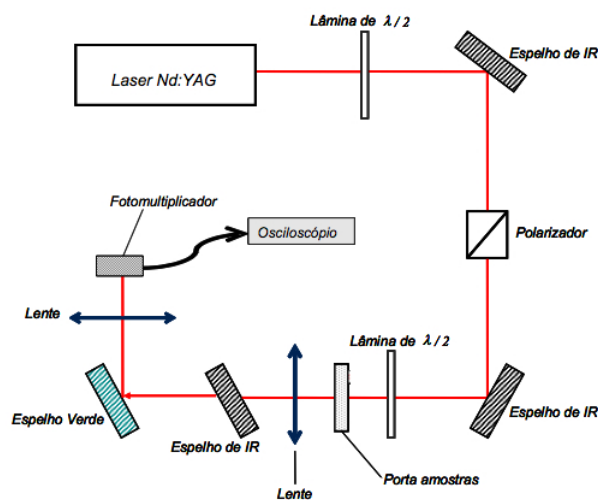 Lâmina de λ/2
Espelho de IR
Laser Nd:YAG
Fotomultiplicador
Osciloscópio
Polarizador
Lente
Lâmina de λ/2
Espelho Verde
Espelho de IR
Espelho de IR
Porta amostras
Lente